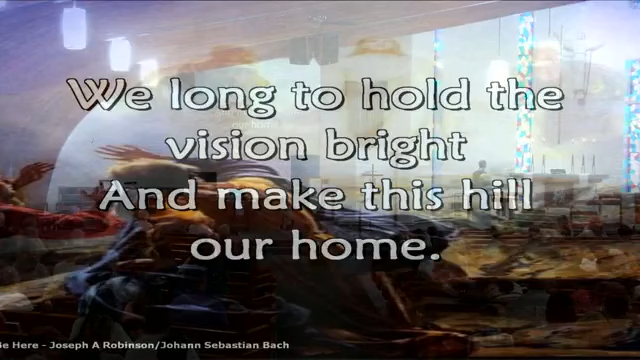 We long to hold the
vision bright
And make this hill
our home.
Be Here - Joseph A Robinson/Johann Sebastian Bach